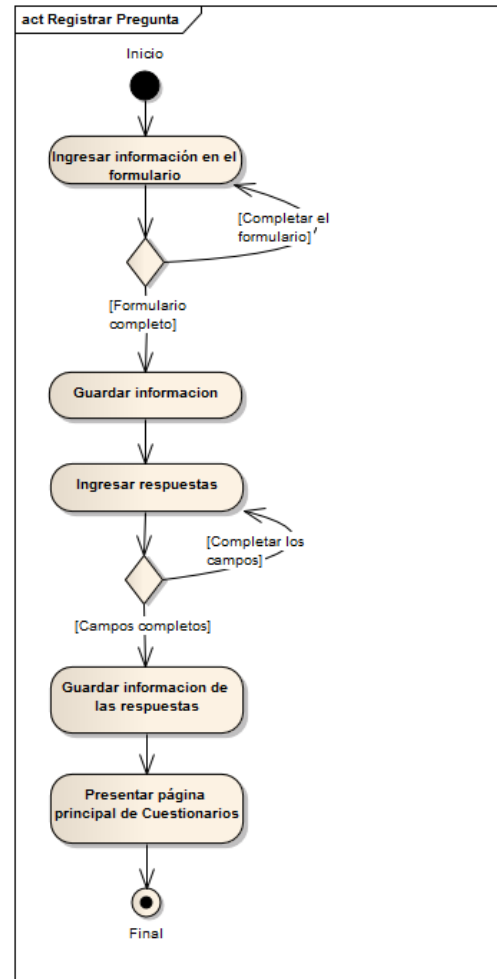 act Registrar Pregunta
Inicio
Ingresar información en el
formulario
[Completar el
formulario]
[Formulario
completo]
Guardar informacion
Ingresar respuestas
[Completar los
campos]
[Campos completos]
Guardar informacion de
las respuestas
Presentar página
principal de Cuestionarios
Final